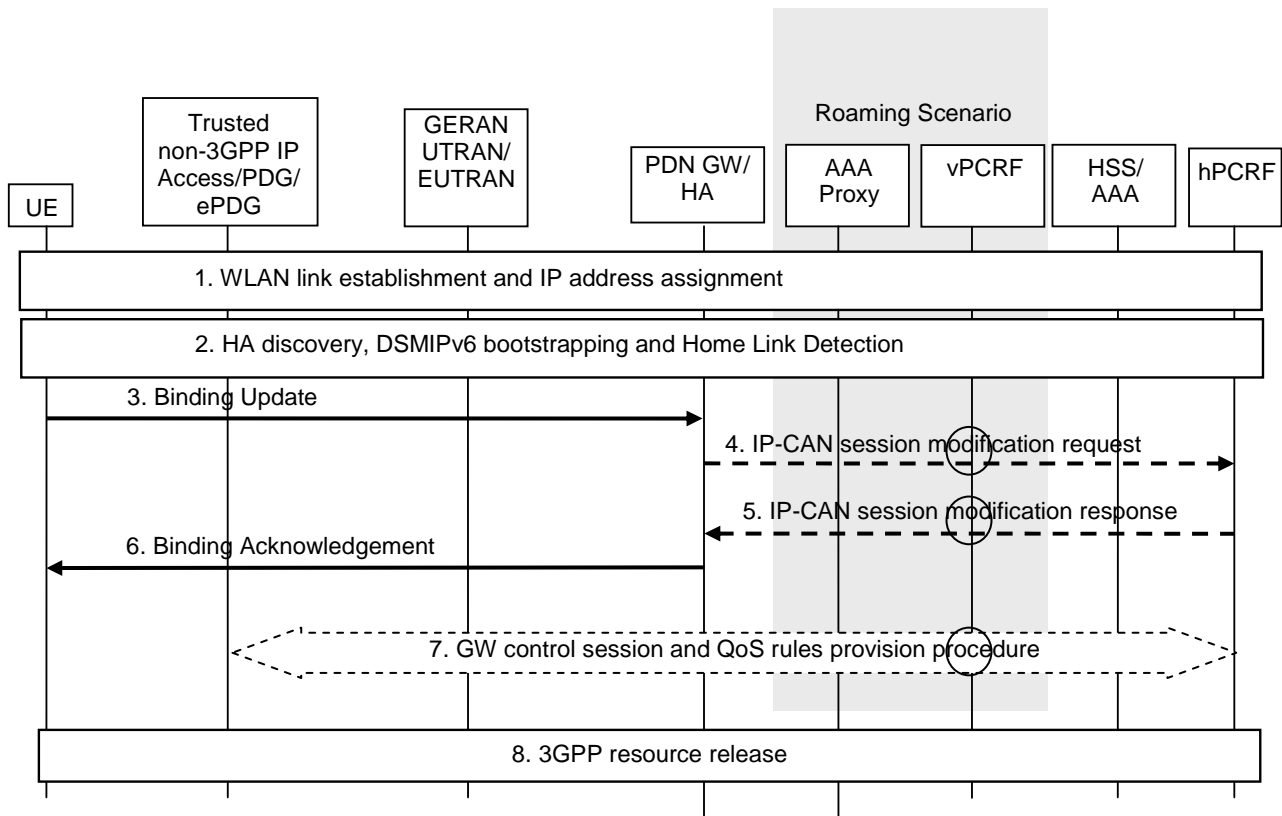 Roaming Scenario
UE
Trusted
non-3GPP IP
Access/PDG/
ePDG
GERAN
UTRAN/
EUTRAN
PDN GW/
HA
AAA
Proxy
vPCRF
HSS/
AAA
hPCRF
1. WLAN link establishment and IP address assignment
2. HA discovery, DSMIPv6 bootstrapping and Home Link Detection
3. Binding Update
4. IP-CAN session modification request
5. IP-CAN session modification response
6. Binding Acknowledgement
7. GW control session and QoS rules provision procedure
8. 3GPP resource release